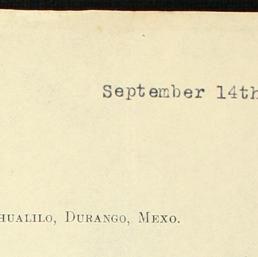 September 14th
HUALILO, DURANGO, MEXO.